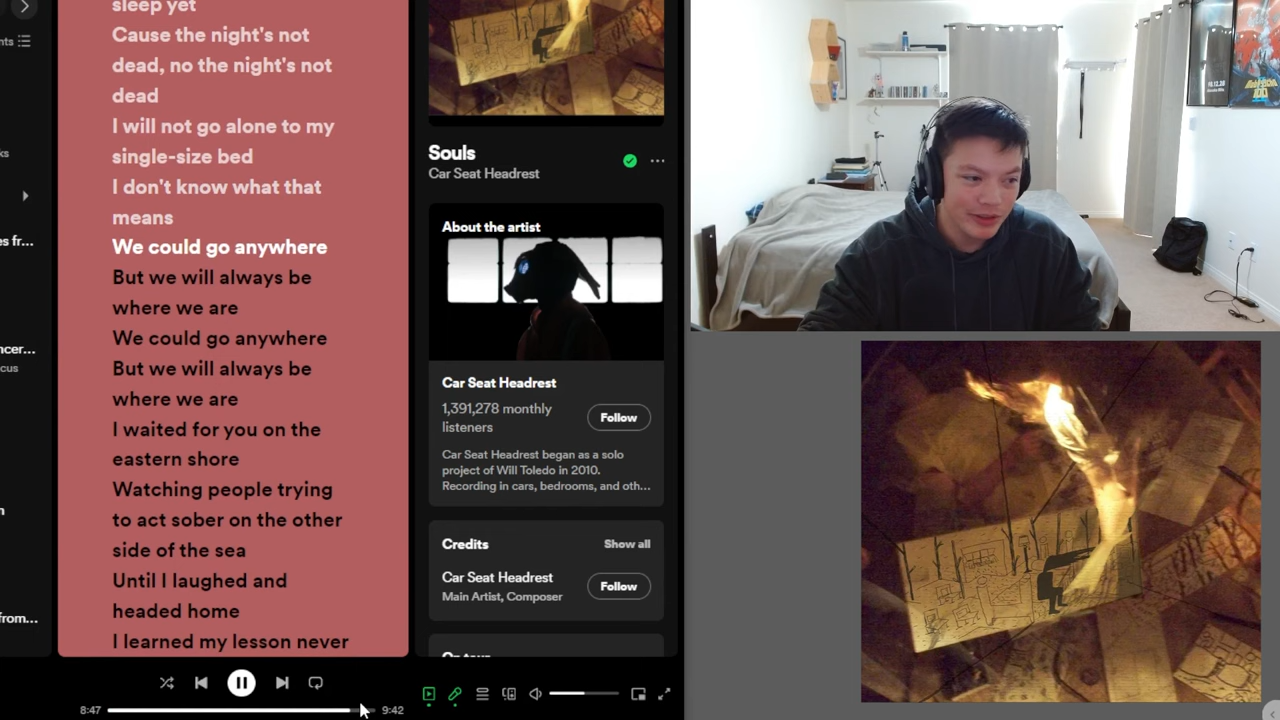 sleep yet
Cause the night's not
dead, no the night's not
dead
I will not go alone to my
single-size bed
I don't know what that
means
We could go anywhere
But we will always be
where we are
We could go anywhere
But we will always be
where we are
I waited for you on the
eastern shore
Watching people trying
to act sober on the other
side of the sea
Until I laughed and
headed home
I learned my lesson never
8:47
9:42
Souls
Car Seat Headrest
About the artist
Car Seat Headrest
1,391,278 monthly
listeners
Follow
Car Seat Headrest began as a solo
project of Will Toledo in 2010.
Recording in cars, bedrooms, and oth...
Credits
Show all
Car Seat Headrest
Main Artist, Composer
Follow